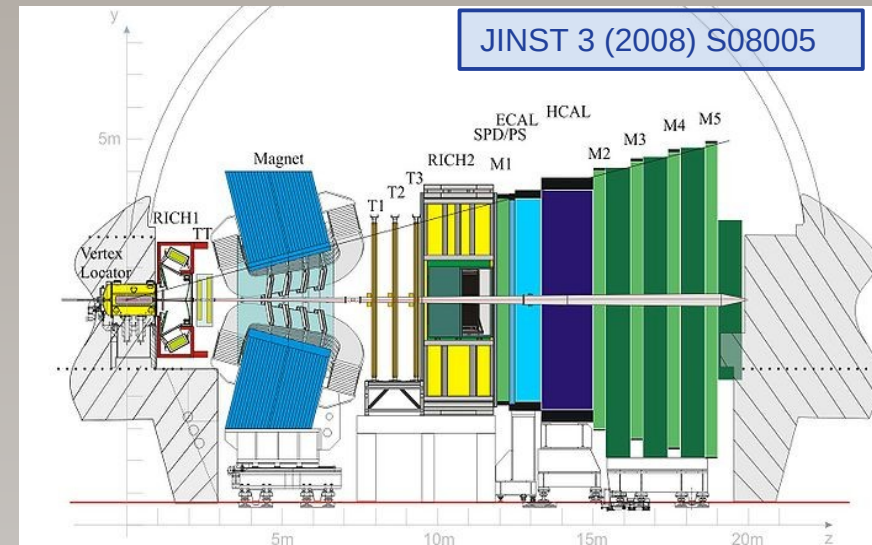 JINST 3 (2008) S08005
y
5m
Magnet
RICH1
TT
Vertex
Locator
T1
T2
T3
RICH2
SPD/PS
M1
ECAL
HCAL
M2
M3
M4
M5
5m
10m
15m
20m
z